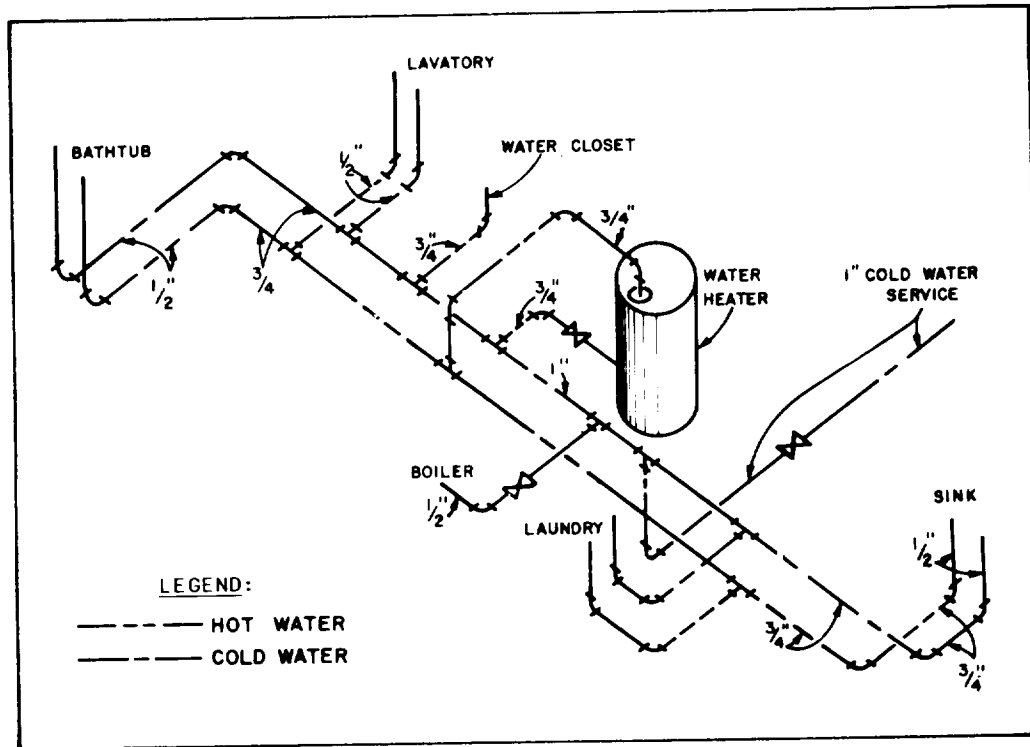 LAVATORY
BATHTUB
1/2"
WATER CLOSET
3/4"
3/4"
1/2"
3/4
WATER
HEATER
1" COLD WATER
SERVICE
3/4"
1"
BOILER
1/2"
LAUNDRY
SINK
1/2"
3/4"
3/4"
LEGEND:
HOT WATER
COLD WATER